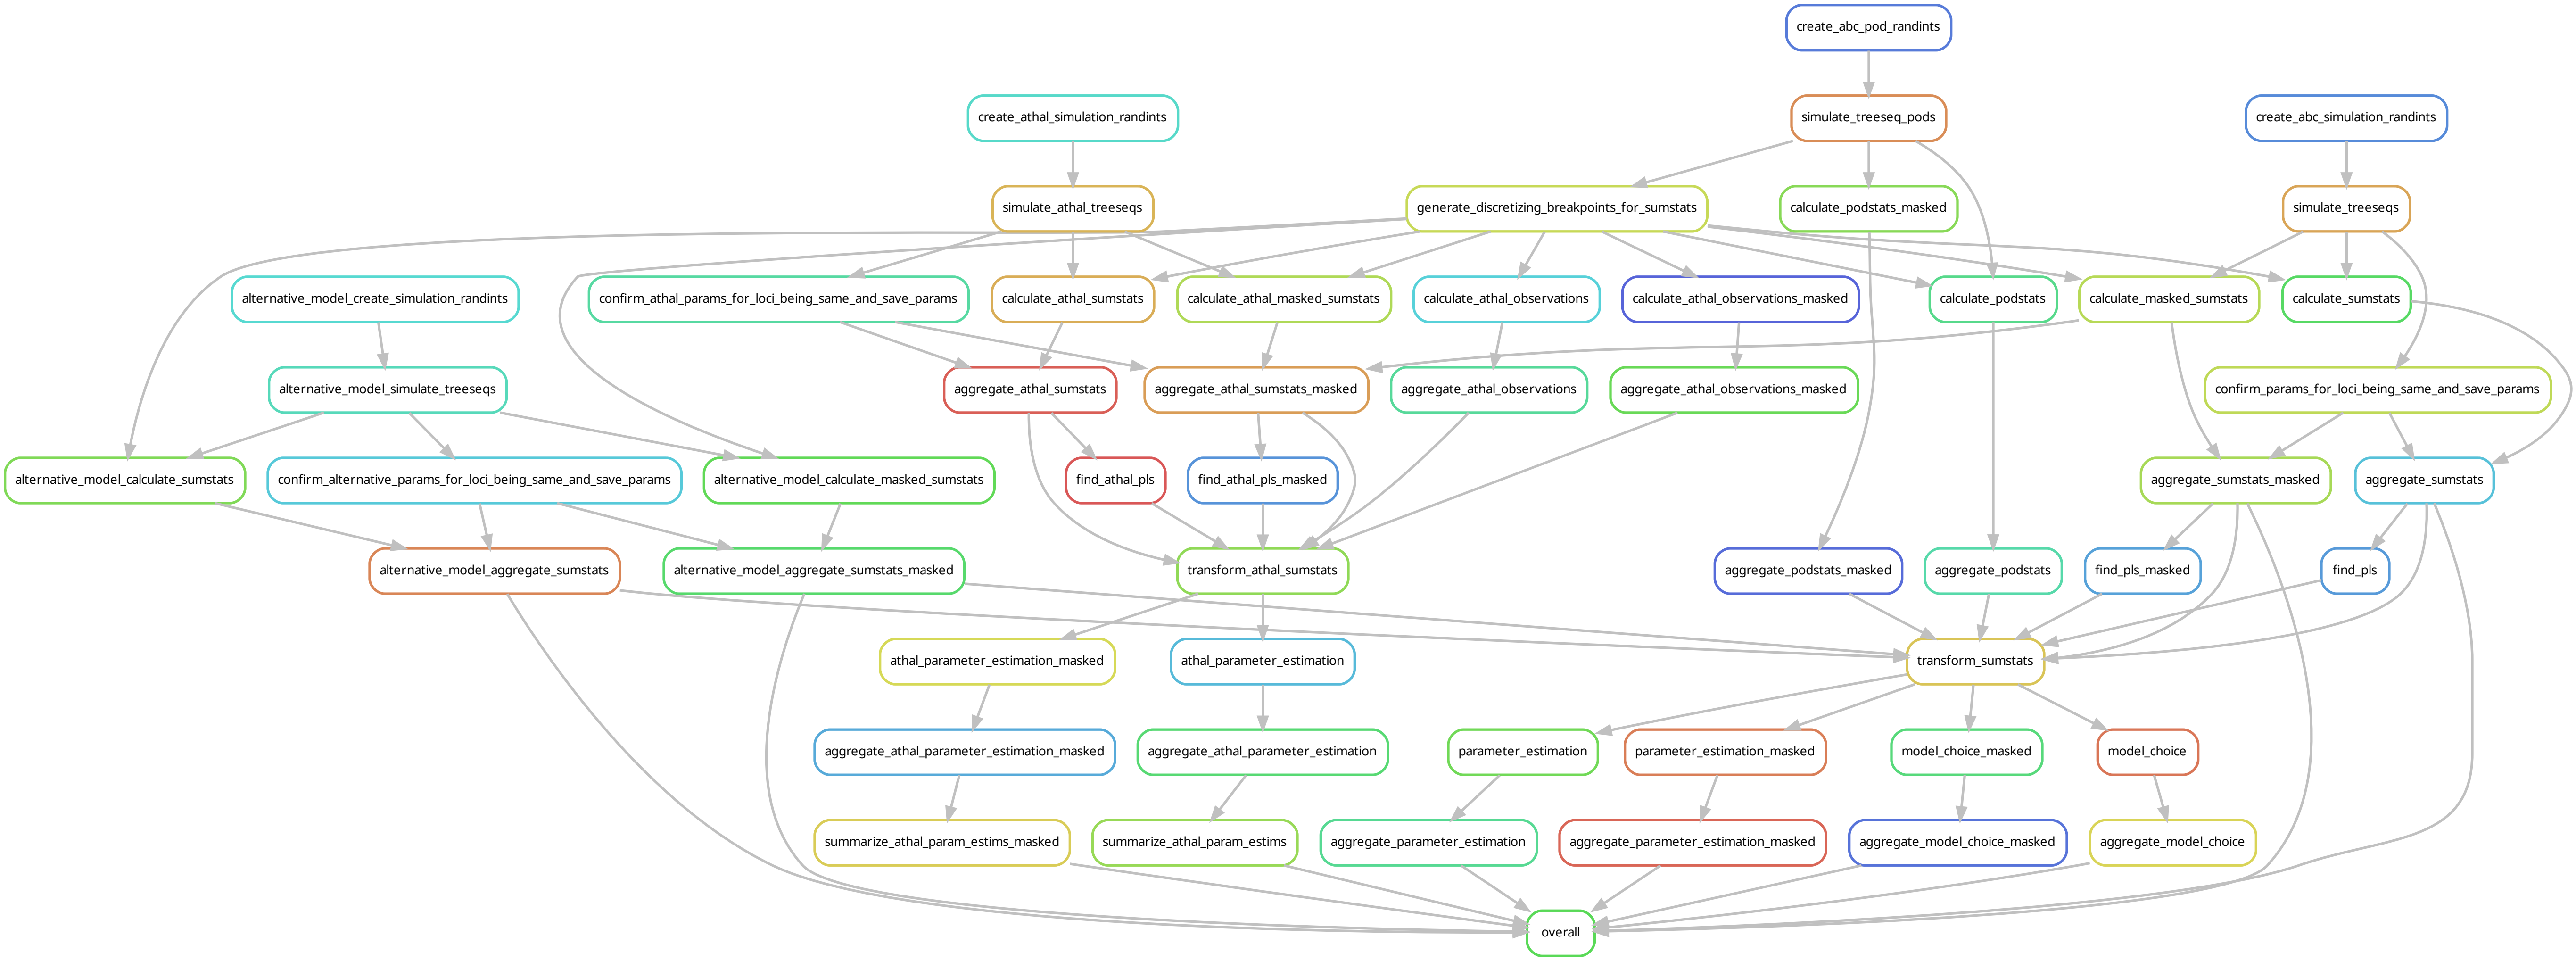 create_abc_pod_randints
create_athal_simulation_randints
simulate_treeseq_pods
create_abc_simulation_randints
simulate_athal_treeseqs
generate_discretizing_breakpoints_for_sumstats
calculate_podstats_masked
simulate_treeseqs
alternative_model_create_simulation_randints
confirm_athal_params_for_loci_being_same_and_save_params
calculate_athal_sumstats
calculate_athal_masked_sumstats
calculate_athal_observations
calculate_athal_observations_masked
calculate_podstats
calculate_masked_sumstats
calculate_sumstats
alternative_model_simulate_treeseqs
aggregate_athal_sumstats
aggregate_athal_sumstats_masked
aggregate_athal_observations
aggregate_athal_observations_masked
confirm_params_for_loci_being_same_and_save_params
alternative_model_calculate_sumstats
confirm_alternative_params_for_loci_being_same_and_save_params
alternative_model_calculate_masked_sumstats
find_athal_pls
find_athal_pls_masked
aggregate_sumstats_masked
aggregate_sumstats
alternative_model_aggregate_sumstats
alternative_model_aggregate_sumstats_masked
transform_athal_sumstats
aggregate_podstats_masked
aggregate_podstats
find_pls_masked
find_pls
athal_parameter_estimation_masked
athal_parameter_estimation
transform_sumstats
aggregate_athal_parameter_estimation_masked
aggregate_athal_parameter_estimation
parameter_estimation
parameter_estimation_masked
model_choice_masked
model_choice
summarize_athal_param_estims_masked
summarize_athal_param_estims
aggregate_parameter_estimation
aggregate_parameter_estimation_masked
aggregate_model_choice_masked
aggregate_model_choice
overall